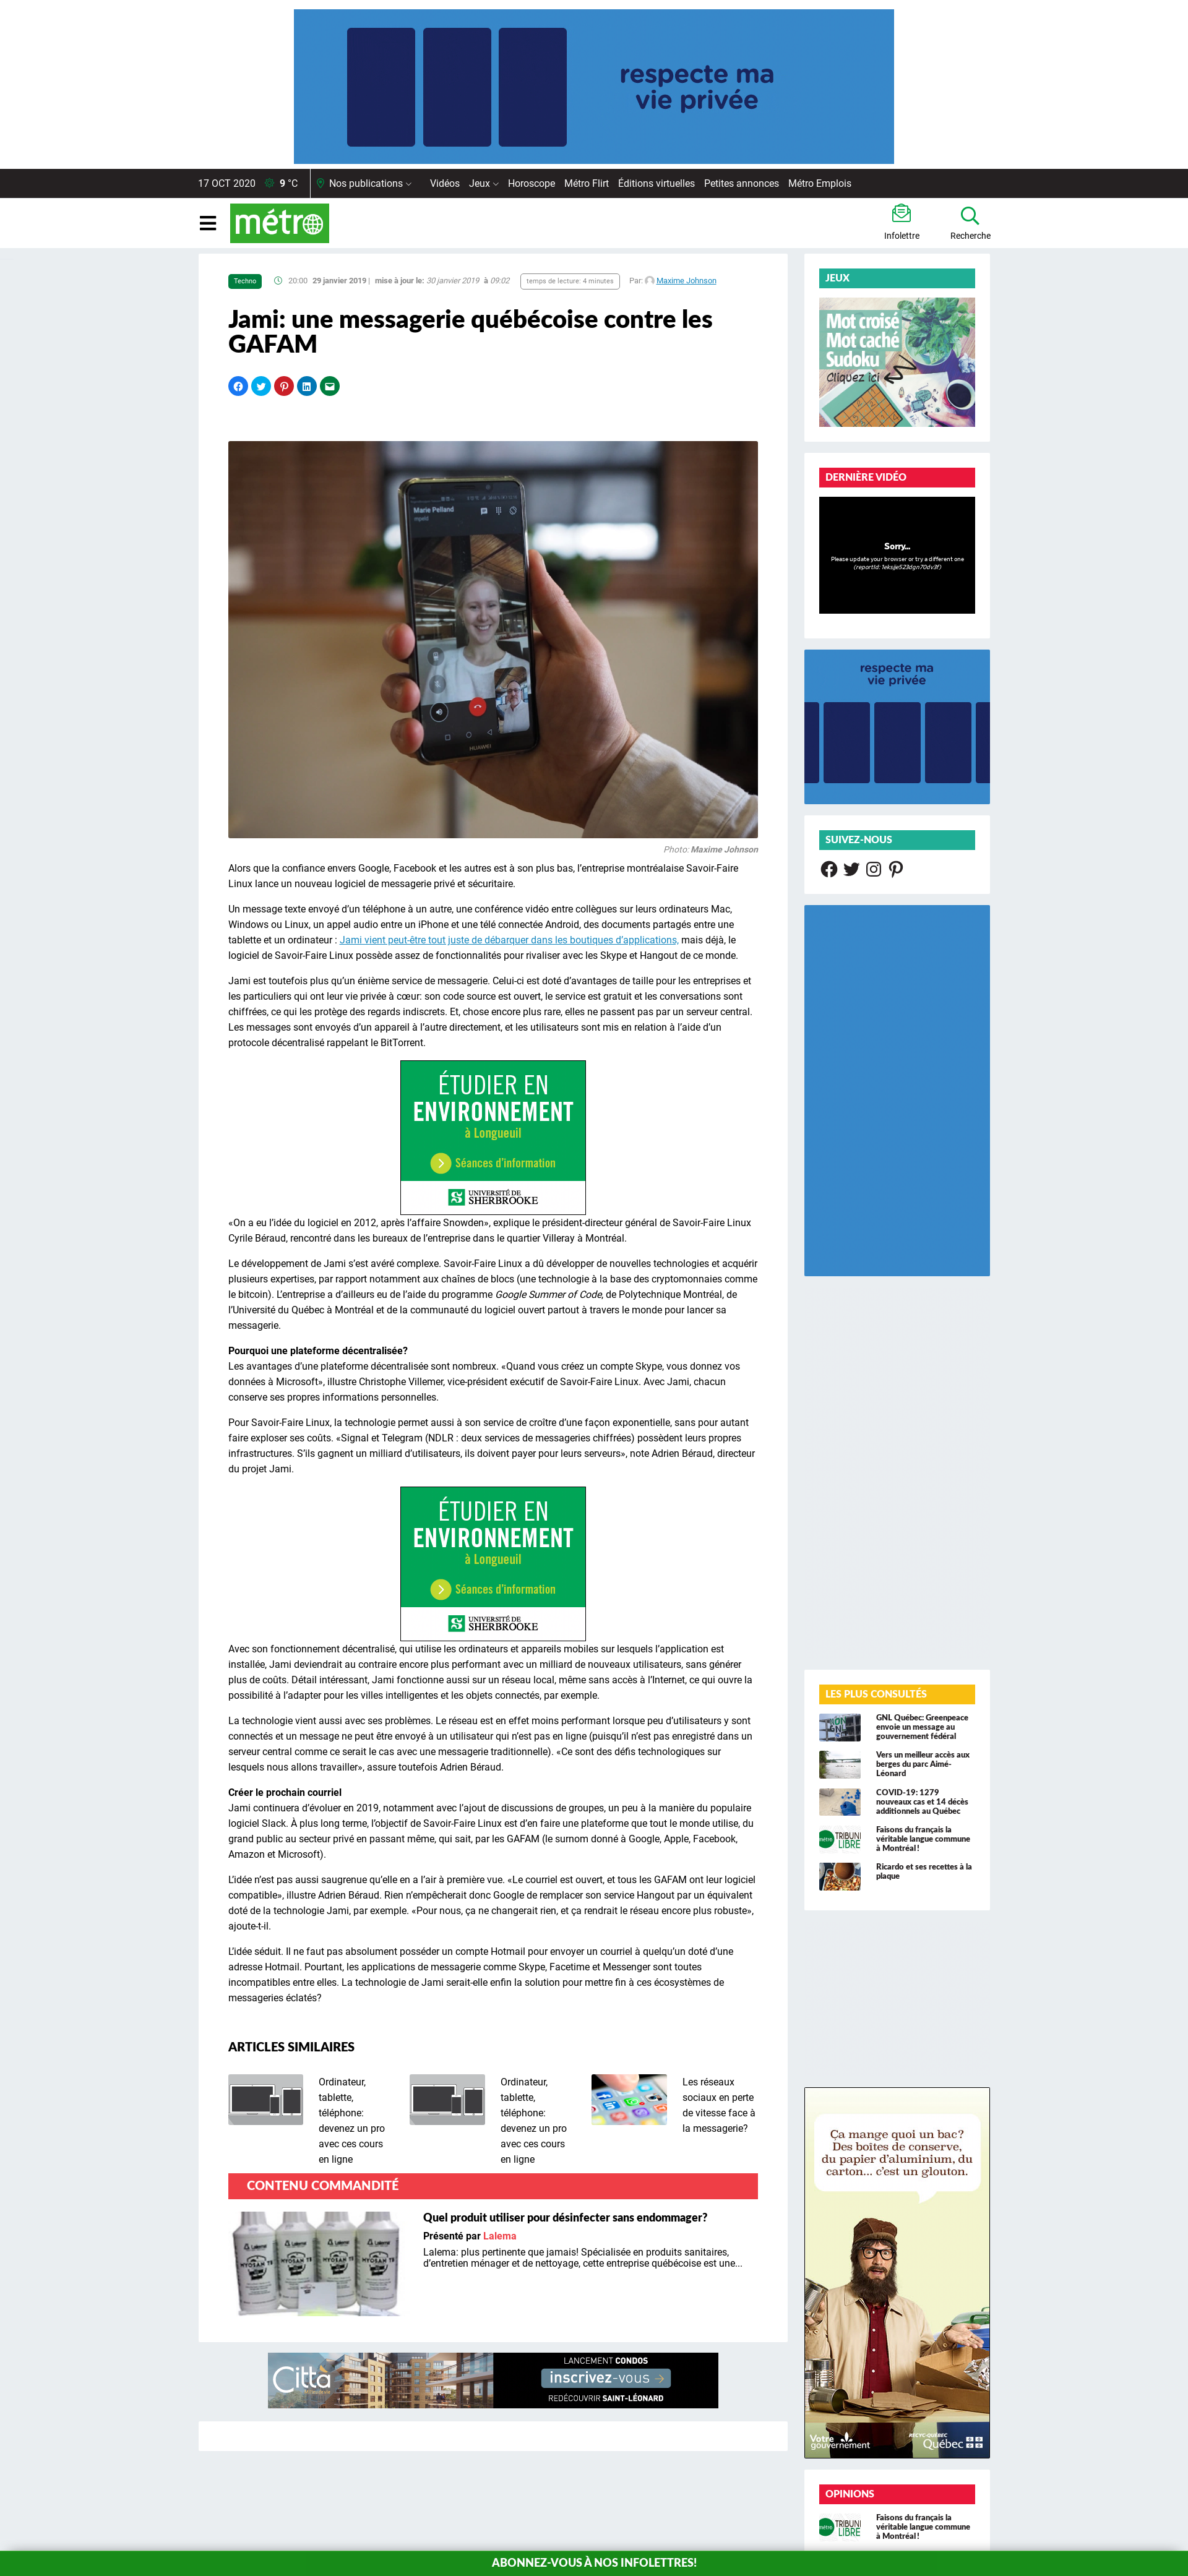 respecte ma
vie privée
17 OCT 2020 9 °C Nos publications Vidéos Jeux Horoscope Métro Flirt Éditions virtuelles Petites annonces Métro Emplois
métro
Infolettre
Recherche
Techno 20:00 29 janvier 2019 | mise à jour le: 30 janvier 2019 à 09:02 temps de lecture: 4 minutes Par: Maxime Johnson
Jami: une messagerie québécoise contre les
GAFAM
Marie Pelland
HUAWEI
Photo: Maxime Johnson
Alors que la confiance envers Google, Facebook et les autres est à son plus bas, l’entreprise montréalaise Savoir-Faire
Linux lance un nouveau logiciel de messagerie privé et sécuritaire.
Un message texte envoyé d’un téléphone à un autre, une conférence vidéo entre collègues sur leurs ordinateurs Mac,
Windows ou Linux, un appel audio entre un iPhone et une télé connectée Android, des documents partagés entre une
tablette et un ordinateur : Jami vient peut-être tout juste de débarquer dans les boutiques d’applications, mais déjà, le
logiciel de Savoir-Faire Linux possède assez de fonctionnalités pour rivaliser avec les Skype et Hangout de ce monde.
Jami est toutefois plus qu’un énième service de messagerie. Celui-ci est doté d’avantages de taille pour les entreprises et
les particuliers qui ont leur vie privée à cœur: son code source est ouvert, le service est gratuit et les conversations sont
chiffrées, ce qui les protège des regards indiscrets. Et, chose encore plus rare, elles ne passent pas par un serveur central.
Les messages sont envoyés d’un appareil à l’autre directement, et les utilisateurs sont mis en relation à l’aide d’un
protocole décentralisé rappelant le BitTorrent.
ÉTUDIER EN
ENVIRONNEMENT
à Longueuil
Séances d’information
UNIVERSITÉ DE
SHERBROOKE
«On a eu l’idée du logiciel en 2012, après l’affaire Snowden», explique le président-directeur général de Savoir-Faire Linux
Cyrile Béraud, rencontré dans les bureaux de l’entreprise dans le quartier Villeray à Montréal.
Le développement de Jami s’est avéré complexe. Savoir-Faire Linux a dû développer de nouvelles technologies et acquérir
plusieurs expertises, par rapport notamment aux chaînes de blocs (une technologie à la base des cryptomonnaies comme
le bitcoin). L’entreprise a d’ailleurs eu de l’aide du programme Google Summer of Code, de Polytechnique Montréal, de
l’Université du Québec à Montréal et de la communauté du logiciel ouvert partout à travers le monde pour lancer sa
messagerie.
Pourquoi une plateforme décentralisée?
Les avantages d’une plateforme décentralisée sont nombreux. «Quand vous créez un compte Skype, vous donnez vos
données à Microsoft», illustre Christophe Villemer, vice-président exécutif de Savoir-Faire Linux. Avec Jami, chacun
conserve ses propres informations personnelles.
Pour Savoir-Faire Linux, la technologie permet aussi à son service de croître d’une façon exponentielle, sans pour autant
faire exploser ses coûts. «Signal et Telegram (NDLR : deux services de messageries chiffrées) possèdent leurs propres
infrastructures. S’ils gagnent un milliard d’utilisateurs, ils doivent payer pour leurs serveurs», note Adrien Béraud, directeur
du projet Jami.
ÉTUDIER EN
ENVIRONNEMENT
à Longueuil
Séances d’information
UNIVERSITÉ DE
SHERBROOKE
Avec son fonctionnement décentralisé, qui utilise les ordinateurs et appareils mobiles sur lesquels l’application est
installée, Jami deviendrait au contraire encore plus performant avec un milliard de nouveaux utilisateurs, sans générer
plus de coûts. Détail intéressant, Jami fonctionne aussi sur un réseau local, même sans accès à l’Internet, ce qui ouvre la
possibilité à l’adapter pour les villes intelligentes et les objets connectés, par exemple.
La technologie vient aussi avec ses problèmes. Le réseau est en effet moins performant lorsque peu d’utilisateurs y sont
connectés et un message ne peut être envoyé à un utilisateur qui n’est pas en ligne (puisqu’il n’est pas enregistré dans un
serveur central comme ce serait le cas avec une messagerie traditionnelle). «Ce sont des défis technologiques sur
lesquels nous allons travailler», assure toutefois Adrien Béraud.
Créer le prochain courriel
Jami continuera d’évoluer en 2019, notamment avec l’ajout de discussions de groupes, un peu à la manière du populaire
logiciel Slack. À plus long terme, l’objectif de Savoir-Faire Linux est d’en faire une plateforme que tout le monde utilise, du
grand public au secteur privé en passant même, qui sait, par les GAFAM (le surnom donné à Google, Apple, Facebook,
Amazon et Microsoft).
L’idée n’est pas aussi saugrenue qu’elle en a l’air à première vue. «Le courriel est ouvert, et tous les GAFAM ont leur logiciel
compatible», illustre Adrien Béraud. Rien n’empêcherait donc Google de remplacer son service Hangout par un équivalent
doté de la technologie Jami, par exemple. «Pour nous, ça ne changerait rien, et ça rendrait le réseau encore plus robuste»,
ajoute-t-il.
L’idée séduit. Il ne faut pas absolument posséder un compte Hotmail pour envoyer un courriel à quelqu’un doté d’une
adresse Hotmail. Pourtant, les applications de messagerie comme Skype, Facetime et Messenger sont toutes
incompatibles entre elles. La technologie de Jami serait-elle enfin la solution pour mettre fin à ces écosystèmes de
messageries éclatés?
ARTICLES SIMILAIRES
Ordinateur,
tablette,
téléphone:
devenez un pro
avec ces cours
en ligne
Ordinateur,
tablette,
téléphone:
devenez un pro
avec ces cours
en ligne
Les réseaux
sociaux en perte
de vitesse face à
la messagerie?
CONTENU COMMANDITÉ
Quel produit utiliser pour désinfecter sans endommager?
Présenté par Lalema
Lalema: plus pertinente que jamais! Spécialisée en produits sanitaires,
d’entretien ménager et de nettoyage, cette entreprise québécoise est une...
Città
LANCEMENT CONDOS
inscrivez-vous
REDÉCOUVRIR SAINT-LÉONARD
JEUX
Mot croisé
Mot caché
Sudoku
Cliquez ici
DERNIÈRE VIDÉO
Sorry...
Please update your browser or try a different one
respecte ma
vie privée
SUIVEZ-NOUS
LES PLUS CONSULTÉS
GNL Québec: Greenpeace
envoie un message au
gouvernement fédéral
Vers un meilleur accès aux
berges du parc Aimé-
Léonard
COVID-19: 1279
nouveaux cas et 14 décès
additionnels au Québec
TRIBUNE
LIBRE
Faisons du français la
véritable langue commune
à Montréal!
Ricardo et ses recettes à la
plaque
Ça mange quoi un bac?
Des boîtes de conserve,
du papier d’aluminium, du
carton... c’est un glouton.
Votre
gouvernement
RECYC-QUÉBEC
Québec
OPINIONS
TRIBUNE
LIBRE
Faisons du français la
véritable langue commune
à Montréal!
ABONNEZ-VOUS À NOS INFOLETTRES!